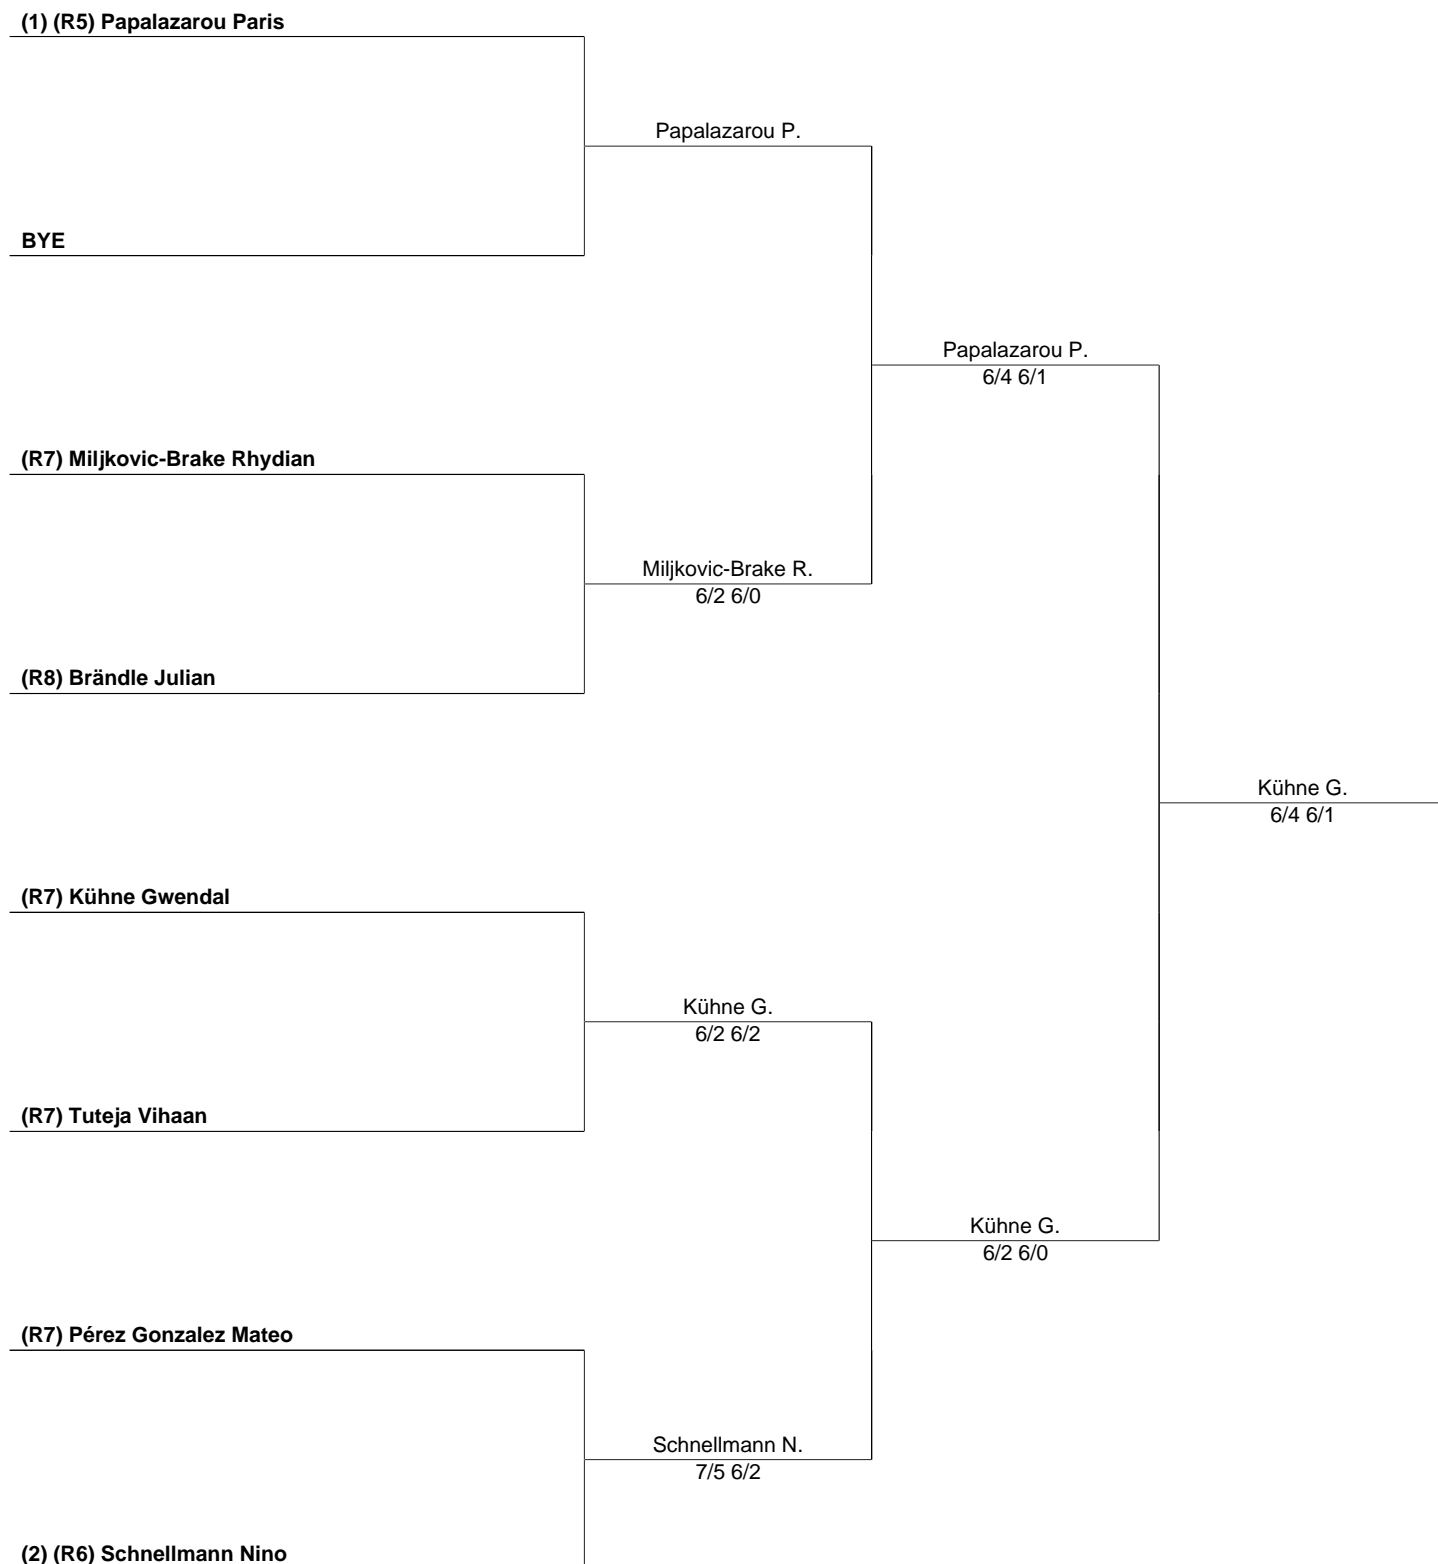 (1) (R5) Papalazarou Paris
Papalazarou P.
BYE
Papalazarou P.
6/4 6/1
(R7) Miljkovic-Brake Rhydian
Miljkovic-Brake R.
6/2 6/0
(R8) Brändle Julian
Kühne G.
6/4 6/1
(R7) Kühne Gwendal
Kühne G.
6/2 6/2
(R7) Tuteja Vihaan
Kühne G.
6/2 6/0
(R7) Pérez Gonzalez Mateo
Schnellmann N.
7/5 6/2
(2) (R6) Schnellmann Nino